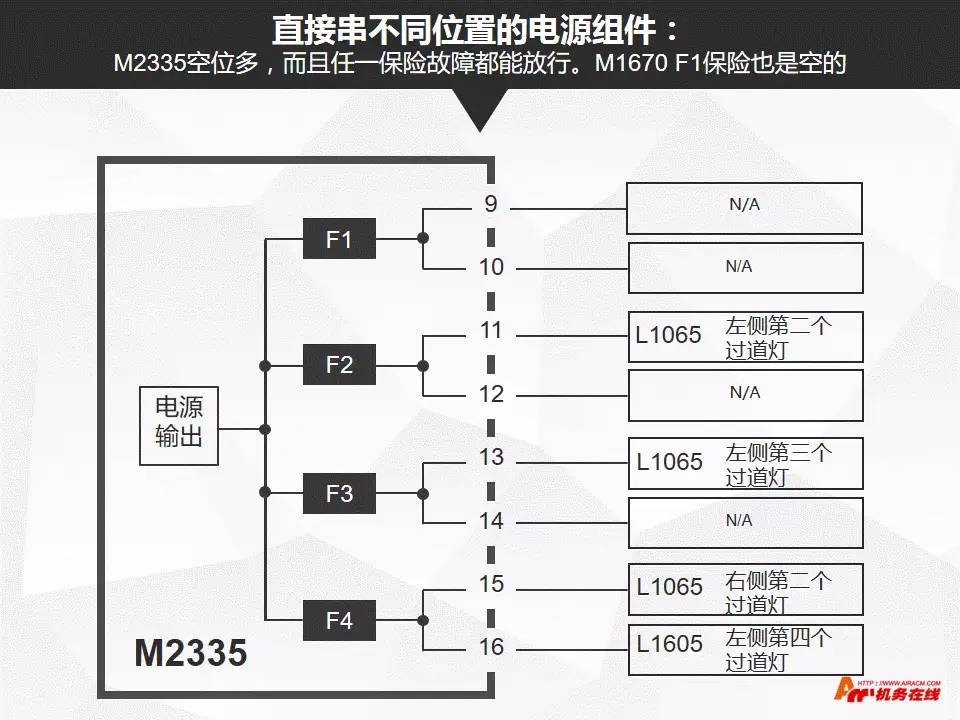 直接串不同位置的电源组件：
M2335空位多，而且任一保险故障都能放行。M1670 F1保险也是空的
9
N/A
F1
10
N/A
11
L1065 左侧第二个
过道灯
F2
12
N/A
电源
输出
13
L1065 左侧第三个
过道灯
F3
14
N/A
15
L1065 右侧第二个
过道灯
F4
16
L1605 左侧第四个
过道灯
M2335
HTTP://WWW.AIRACM.COM
机务在线